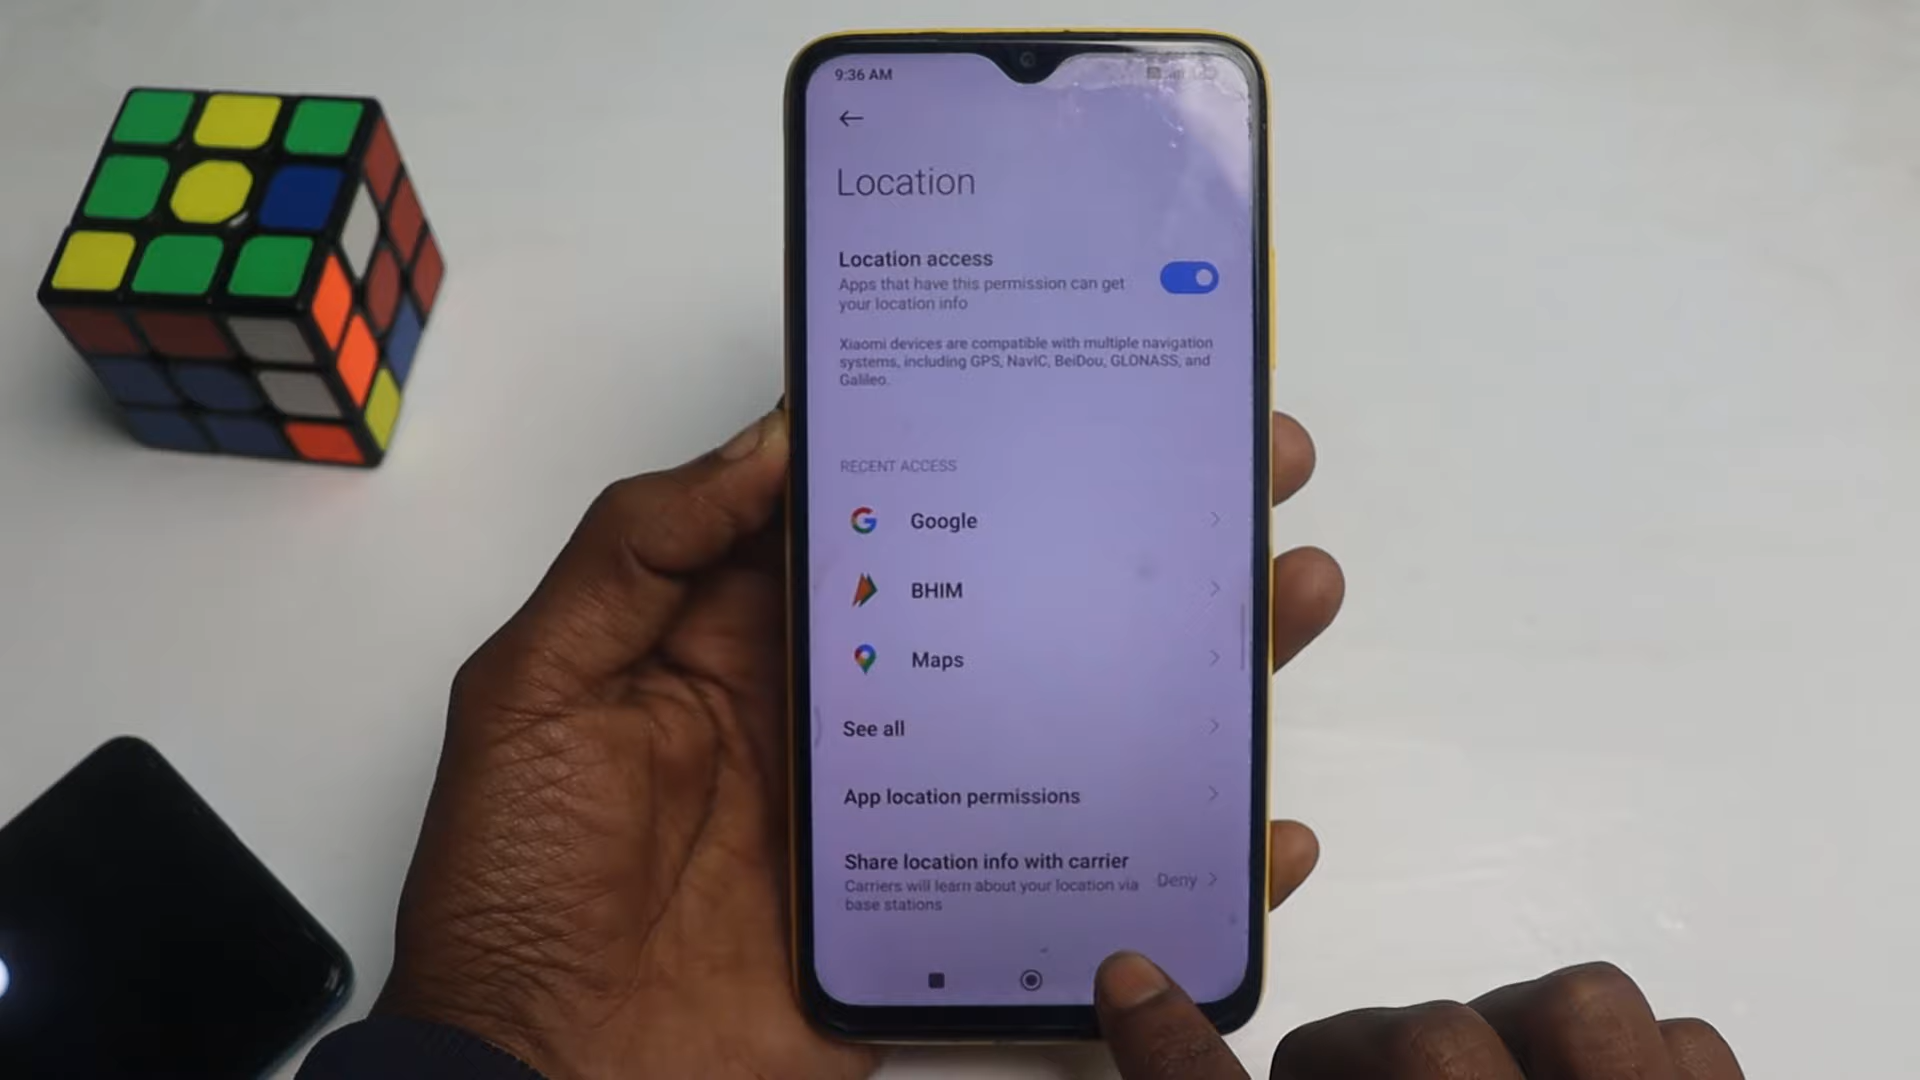 9:36 AM
Location
Location access
Apps that have this permission can get
your location info
Xiaomi devices are compatible with multiple navigation
systems, including GPS, NavIC, BeiDou, GLONASS, and
Galileo.
RECENT ACCESS
Google
BHIM
Maps
See all
App location permissions
Share location info with carrier
Carriers will learn about your location via
base stations
Deny